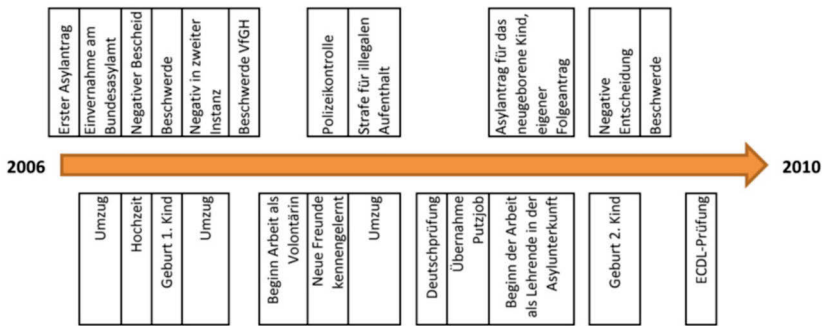 Erster Asylantrag
Einvernahme am
Bundesasylamt
Negativer Bescheid
Beschwerde
Negativ in zweiter
Instanz
Beschwerde VfGH
Polizeikontrolle
Strafe für illegalen
Aufenthalt
Asylantrag für das
neugeborene Kind,
eigener
Folgeantrag
Negative
Entscheidung
Beschwerde
2006
2010
Umzug
Hochzeit
Geburt 1. Kind
Umzug
Beginn Arbeit als
Volontärin
Neue Freunde
kennengelernt
Umzug
Deutschprüfung
Übernahme
Putzjob
Beginn der Arbeit
als Lehrende in der
Asylunterkunft
Geburt 2. Kind
ECDL-Prüfung